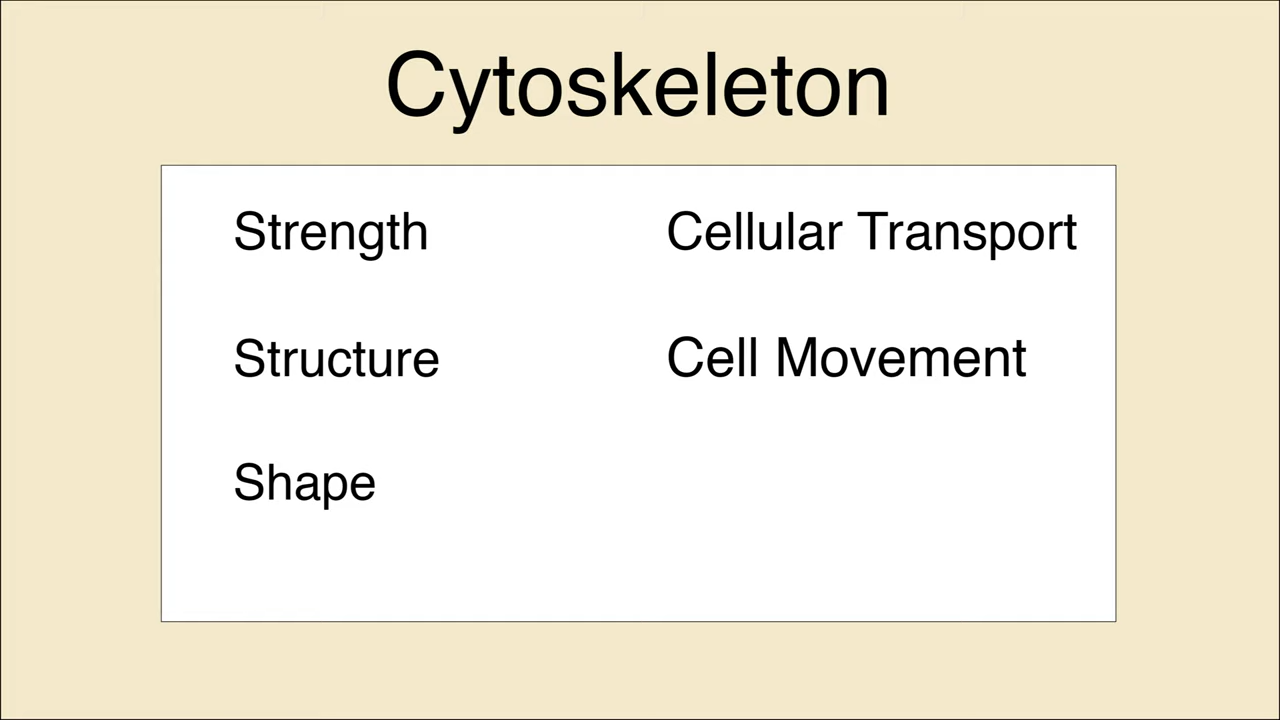 Cytoskeleton
Strength
Structure
Shape
Cellular Transport
Cell Movement